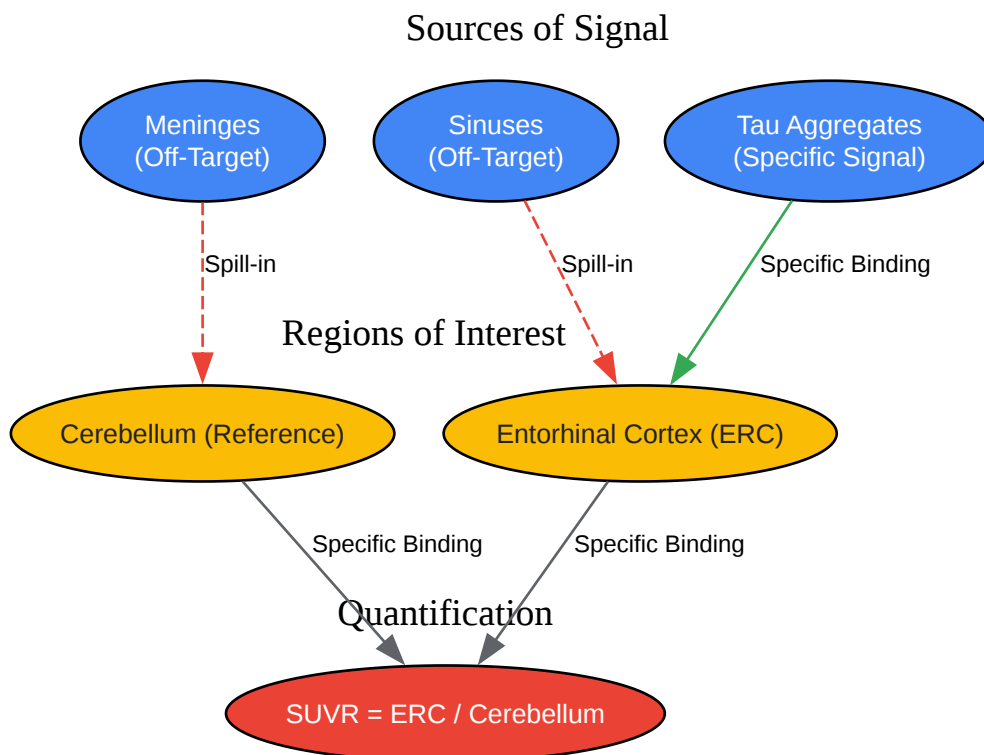 Sources of Signal
Meninges
(Off-Target)
Sinuses
(Off-Target)
Tau Aggregates
(Specific Signal)
Spill-in
Spill-in
Specific Binding
Regions of Interest
Cerebellum (Reference)
Entorhinal Cortex (ERC)
Specific Binding
Specific Binding
Quantification
SUVR = ERC / Cerebellum